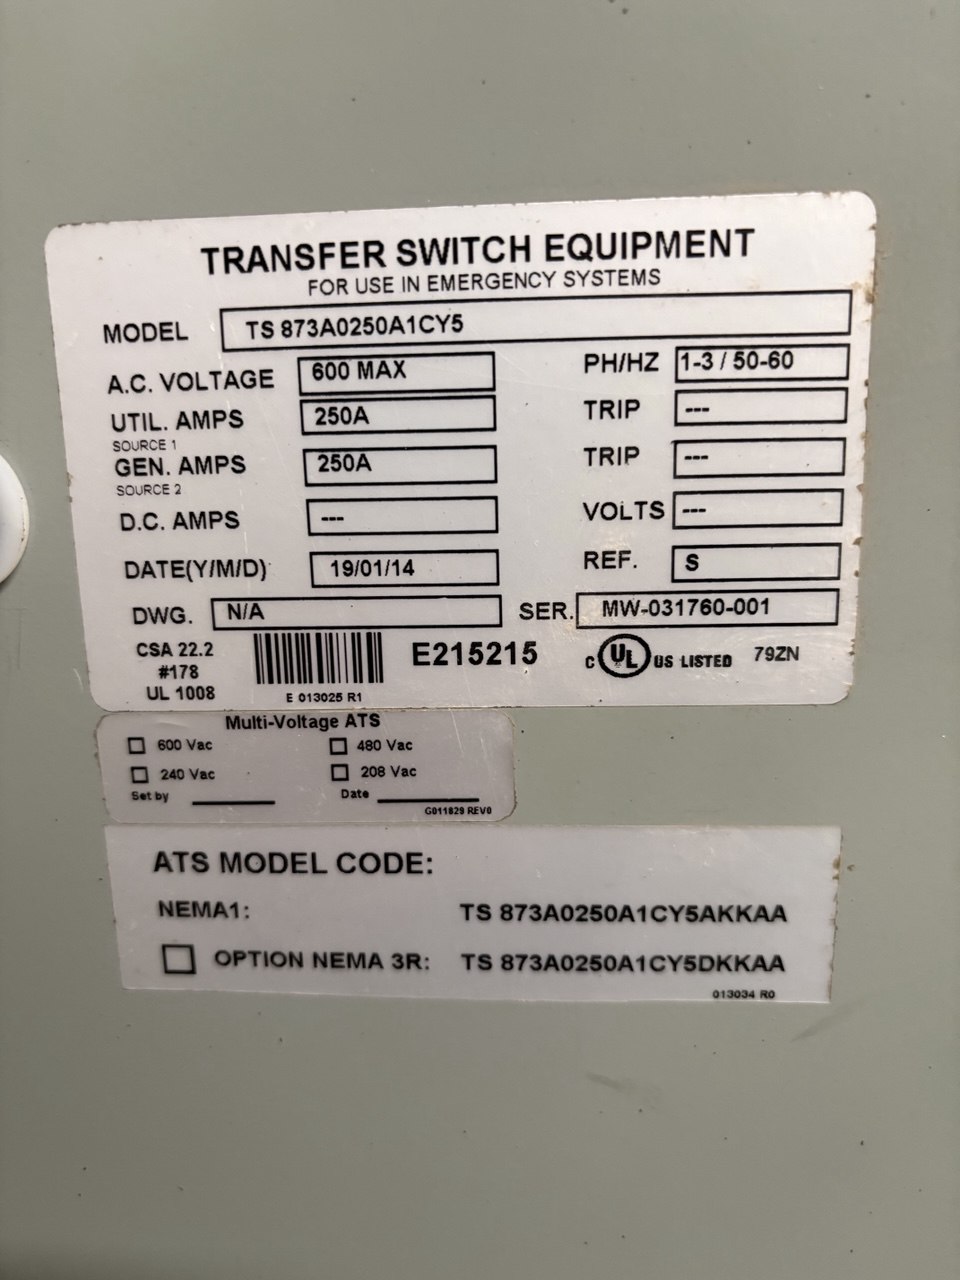 TRANSFER SWITCH EQUIPMENT
FOR USE IN EMERGENCY SYSTEMS
MODEL TS 873A0250A1CY5
A.C. VOLTAGE 600 MAX PH/HZ 1-3 / 50-60
UTIL. AMPS 250A TRIP ---
SOURCE 1
GEN. AMPS 250A TRIP ---
SOURCE 2
D.C. AMPS --- VOLTS ---
DATE(Y/M/D) 19/01/14 REF. S
DWG. N/A SER. MW-031760-001
CSA 22.2
#178
UL 1008
E 013025 R1
E215215
C UL US LISTED 79ZN
Multi-Voltage ATS
600 Vac 480 Vac
240 Vac 208 Vac
Set by Date
G011829 REV0
ATS MODEL CODE:
NEMA1: TS 873A0250A1CY5AKKAA
OPTION NEMA 3R: TS 873A0250A1CY5DKKAA
013034 R0